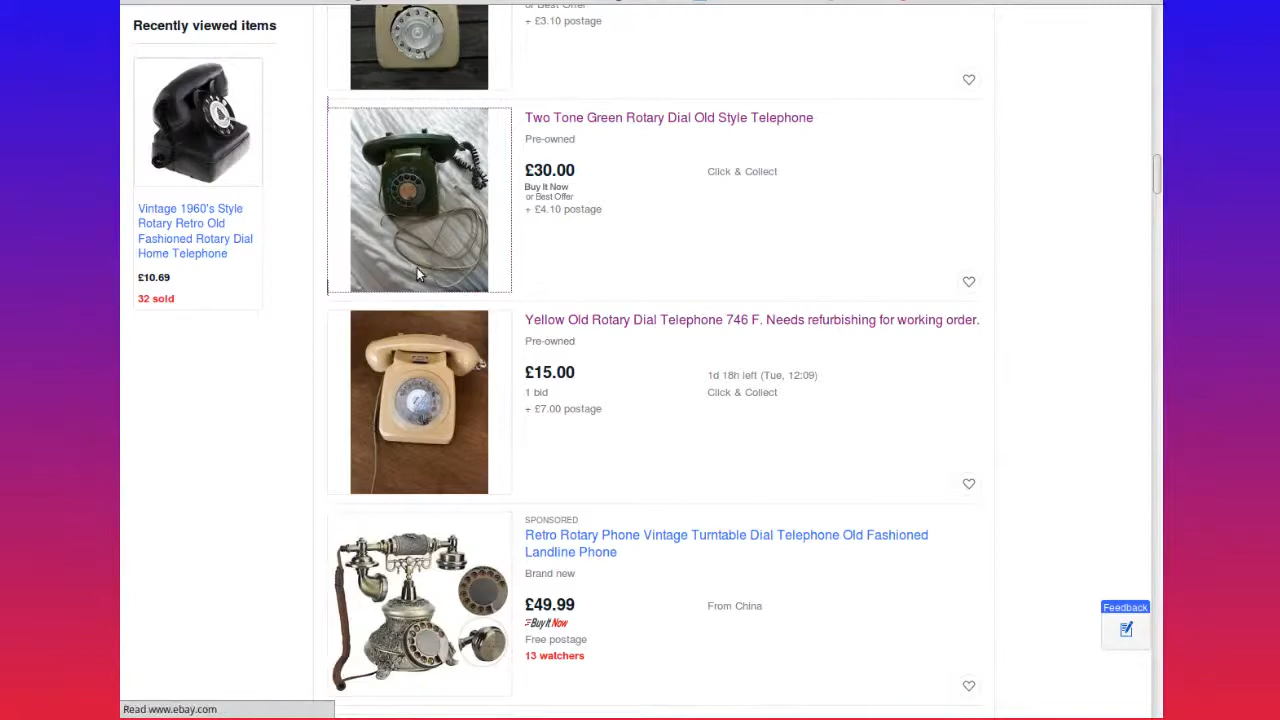 Recently viewed items
Vintage 1960's Style
Rotary Retro Old
Fashioned Rotary Dial
Home Telephone
£10.69
32 sold
or Best Offer
+ £3.10 postage
Two Tone Green Rotary Dial Old Style Telephone
Pre-owned
£30.00
Click & Collect
Buy It Now
or Best Offer
+ £4.10 postage
Yellow Old Rotary Dial Telephone 746 F. Needs refurbishing for working order.
Pre-owned
£15.00
1d 18h left (Tue, 12:09)
1 bid
Click & Collect
+ £7.00 postage
SPONSORED
Retro Rotary Phone Vintage Turntable Dial Telephone Old Fashioned
Landline Phone
Brand new
£49.99
From China
Buy It Now
Free postage
13 watchers
Feedback
Read www.ebay.com